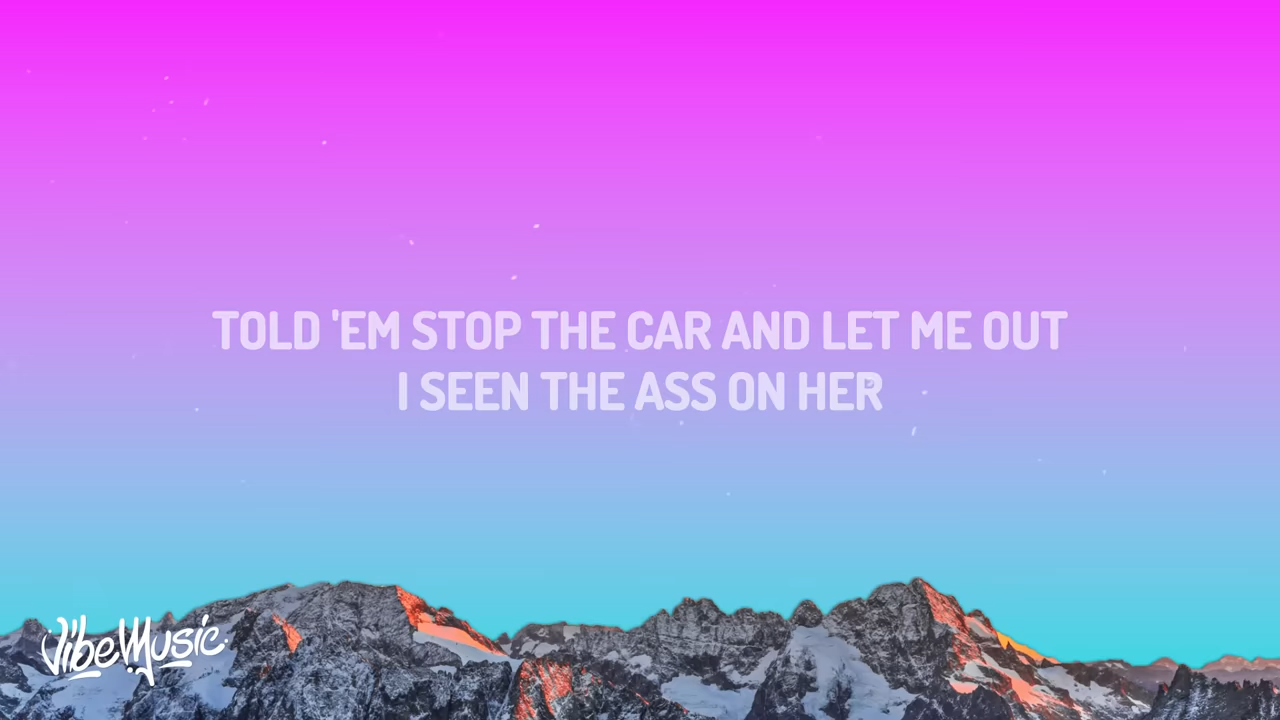 TOLD 'EM STOP THE CAR AND LET ME OUT
I SEEN THE ASS ON HER
VibeMusic